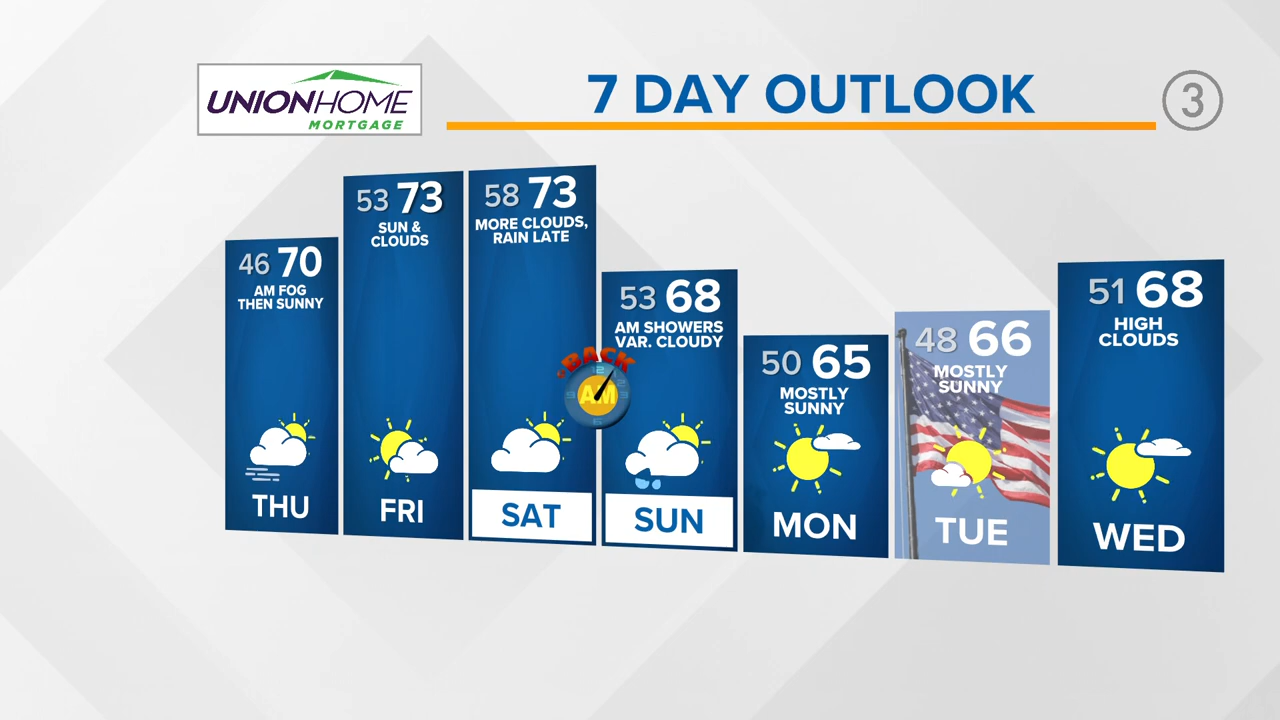 UNIONHOME
MORTGAGE
7 DAY OUTLOOK
3
46 70
AM FOG
THEN SUNNY
THU
53 73
SUN &
CLOUDS
FRI
58 73
MORE CLOUDS,
RAIN LATE
SAT
BACK
AM
53 68
AM SHOWERS
VAR. CLOUDY
SUN
50 65
MOSTLY
SUNNY
MON
48 66
MOSTLY
SUNNY
TUE
51 68
HIGH
CLOUDS
WED